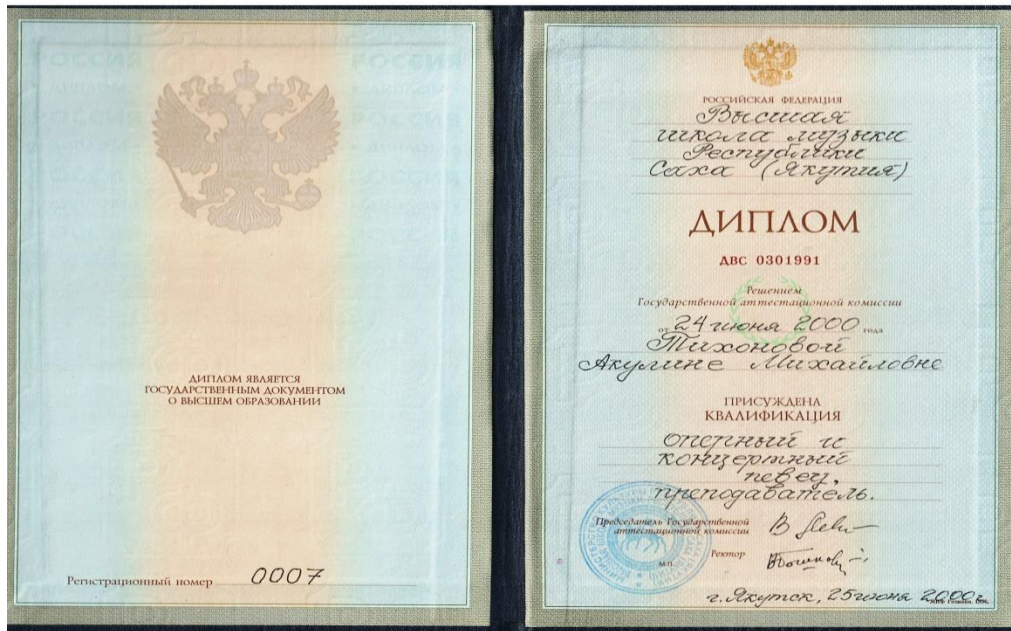 ДИПЛОМ ЯВЛЯЕТСЯ
ГОСУДАРСТВЕННЫМ ДОКУМЕНТОМ
О ВЫСШЕМ ОБРАЗОВАНИИ
Регистрационный номер 0007
РОССИЙСКАЯ ФЕДЕРАЦИЯ
Высшая
школа музыки
Республики
Саха (Якутия)
ДИПЛОМ
АВС 0301991
Решением
Государственной аттестационной комиссии
от 24 июня 2000 года
Тихоновой
Акулине Михайловне
ПРИСУЖДЕНА
КВАЛИФИКАЦИЯ
оперный и
концертный
певец,
преподаватель.
Председатель Государственной
аттестационной комиссии
Ректор
М.П.
г. Якутск, 25 июня 2000г.